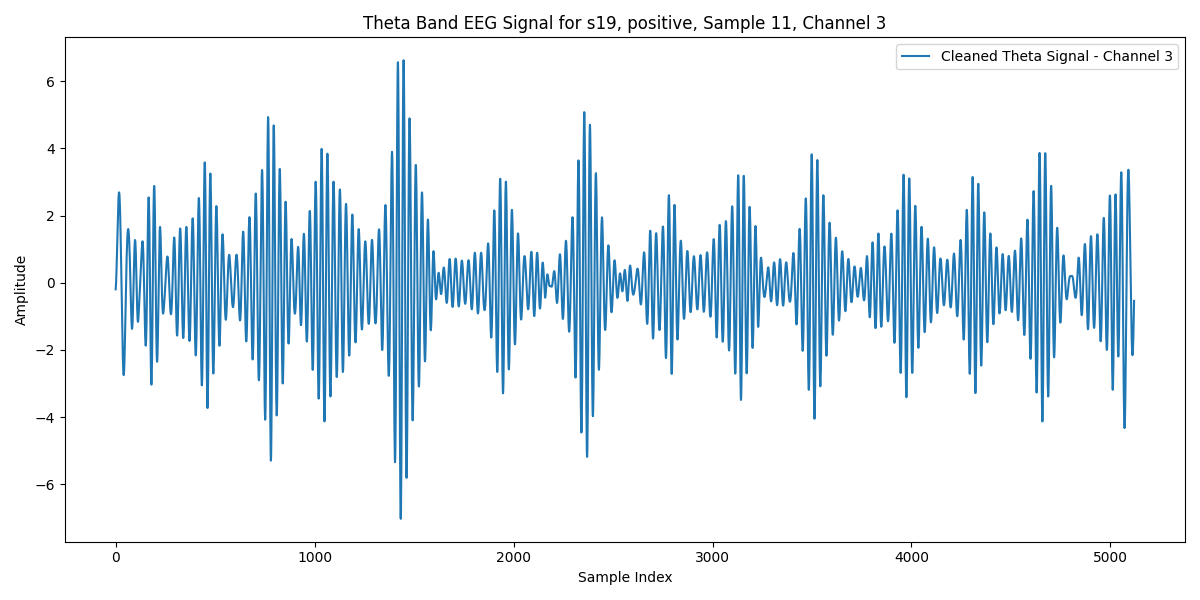 Theta Band EEG Signal for s19, positive, Sample 11, Channel 3
Cleaned Theta Signal - Channel 3
Amplitude
6
4
2
0
−2
−4
−6
0 1000 2000 3000 4000 5000
Sample Index